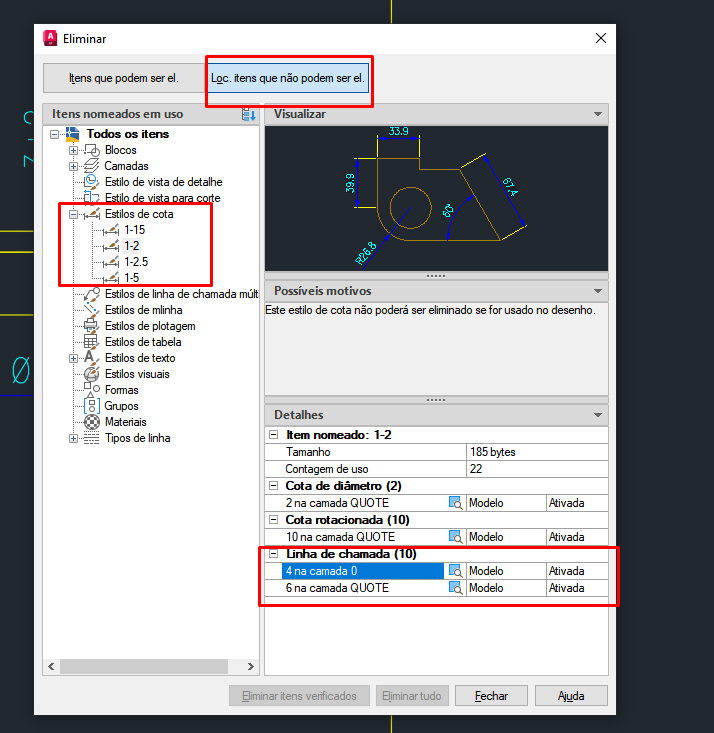 Eliminar
Itens que podem ser el.
Loc. itens que não podem ser el.
Itens nomeados em uso
Todos os itens
Blocos
Camadas
Estilo de vista de detalhe
Estilo de vista para corte
Estilos de cota
1-15
1-2
1-2.5
1-5
Estilos de linha de chamada múlt
Estilos de mlinha
Estilos de plotagem
Estilos de tabela
Estilos de texto
Estilos visuais
Formas
Grupos
Materiais
Tipos de linha
Visualizar
33.9
39.9
67.4
R26.8
Possíveis motivos
Este estilo de cota não poderá ser eliminado se for usado no desenho.
Detalhes
Item nomeado: 1-2
Tamanho 185 bytes
Contagem de uso 22
Cota de diâmetro (2)
2 na camada QUOTE Modelo Ativada
Cota rotacionada (10)
10 na camada QUOTE Modelo Ativada
Linha de chamada (10)
4 na camada 0 Modelo Ativada
6 na camada QUOTE Modelo Ativada
Eliminar itens verificados
Eliminar tudo
Fechar
Ajuda
Ø